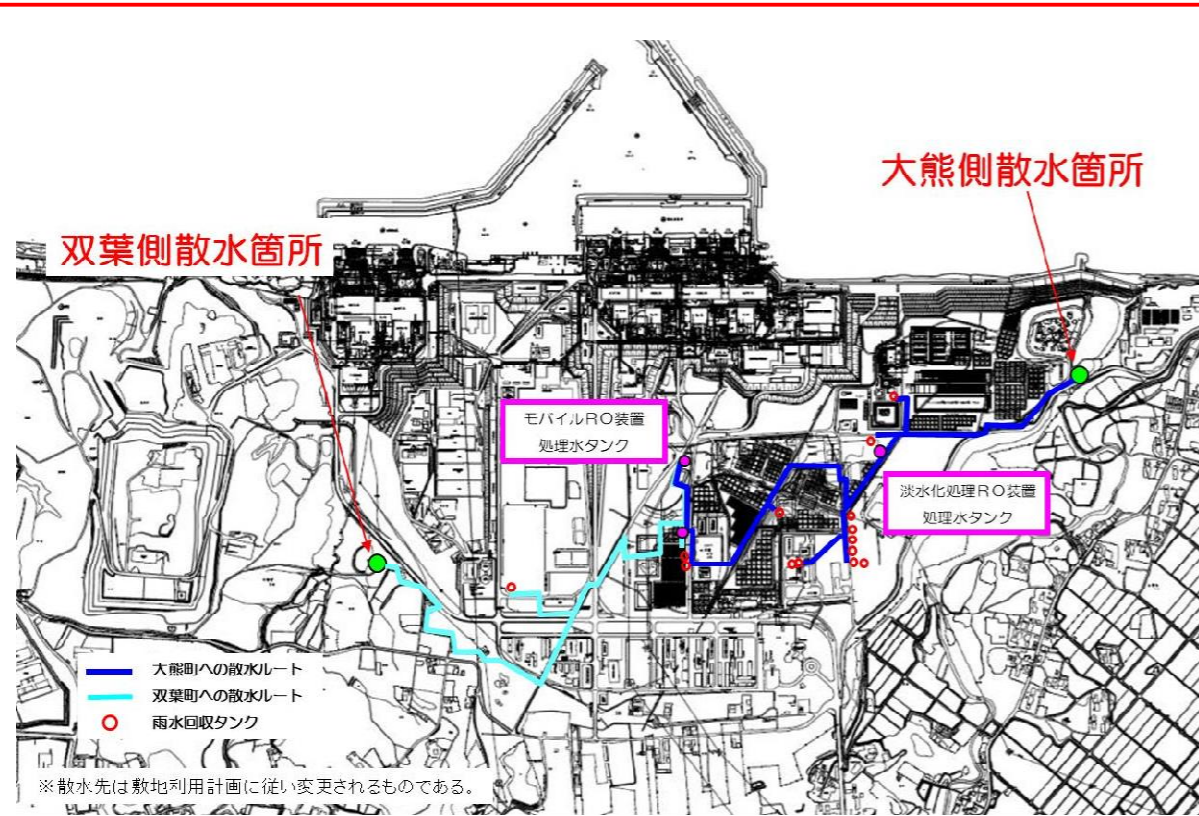 大熊側散水箇所
双葉側散水箇所
モバイルRO装置
処理水タンク
淡水化処理RO装置
処理水タンク
大熊町への散水ルート
双葉町への散水ルート
雨水回収タンク
※散水先は敷地利用計画に従い変更されるものである。